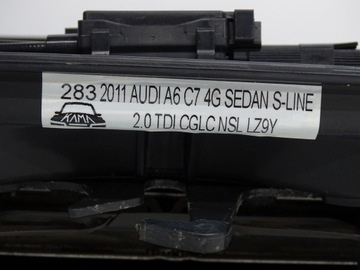 283 2011 AUDI A6 C7 4G SEDAN S-LINE
KAMA 2.0 TDI CGLC NSL LZ9Y